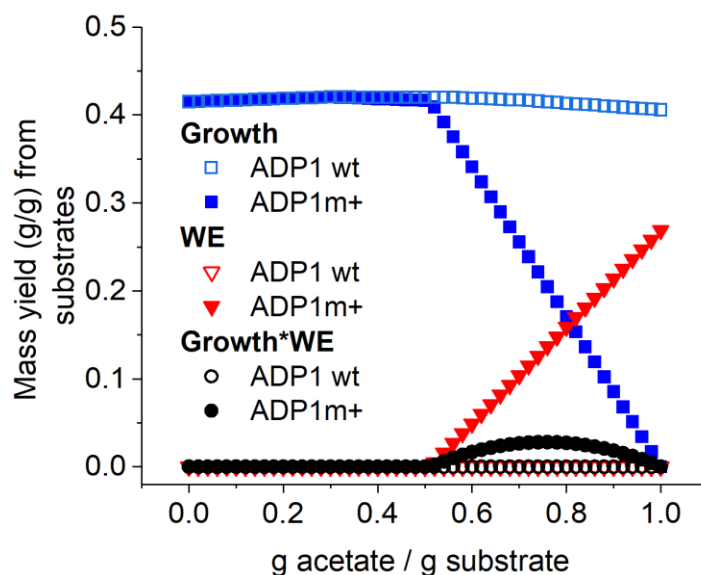 Mass yield (g/g) from
substrates
0.5
0.4
0.3
0.2
0.1
0.0
Growth
ADP1 wt
ADP1m+
WE
ADP1 wt
ADP1m+
Growth*WE
ADP1 wt
ADP1m+
0.0 0.2 0.4 0.6 0.8 1.0
g acetate / g substrate